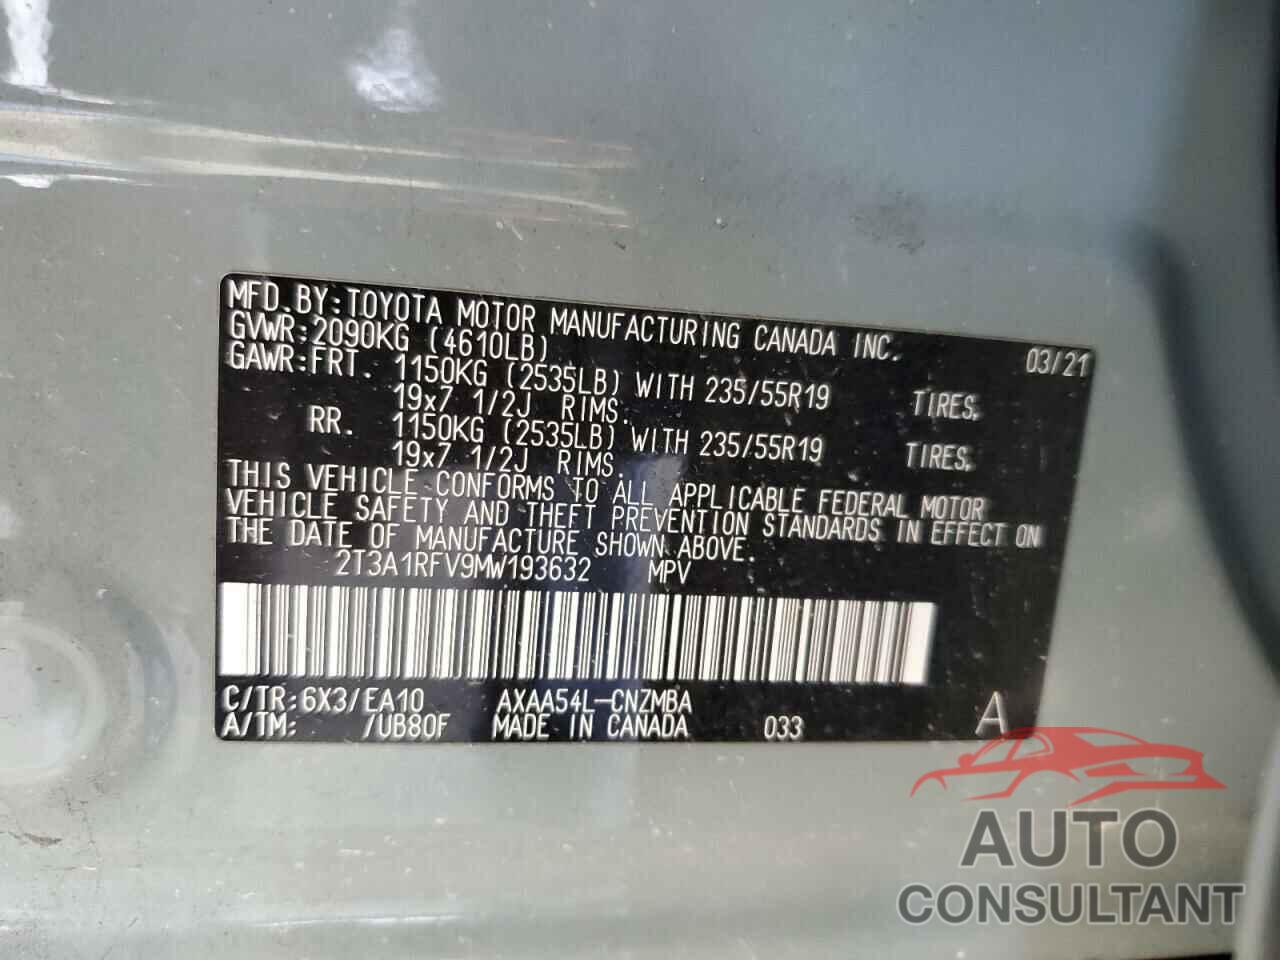 MFD. BY: TOYOTA MOTOR MANUFACTURING CANADA INC. 03/21
GVWR: 2090KG (4610LB)
GAWR: FRT. 1150KG (2535LB) WITH 235/55R19 TIRES,
19x7 1/2J RIMS.
RR. 1150KG (2535LB) WITH 235/55R19 TIRES,
19x7 1/2J RIMS.
THIS VEHICLE CONFORMS TO ALL APPLICABLE FEDERAL MOTOR
VEHICLE SAFETY AND THEFT PREVENTION STANDARDS IN EFFECT ON
THE DATE OF MANUFACTURE SHOWN ABOVE.
2T3A1RFV9MW193632 MPV
C/TR: 6X3/EA10 AXAA54L-CNZMBA
A/TM: /UB80F MADE IN CANADA 033 A
AUTO
CONSULTANT